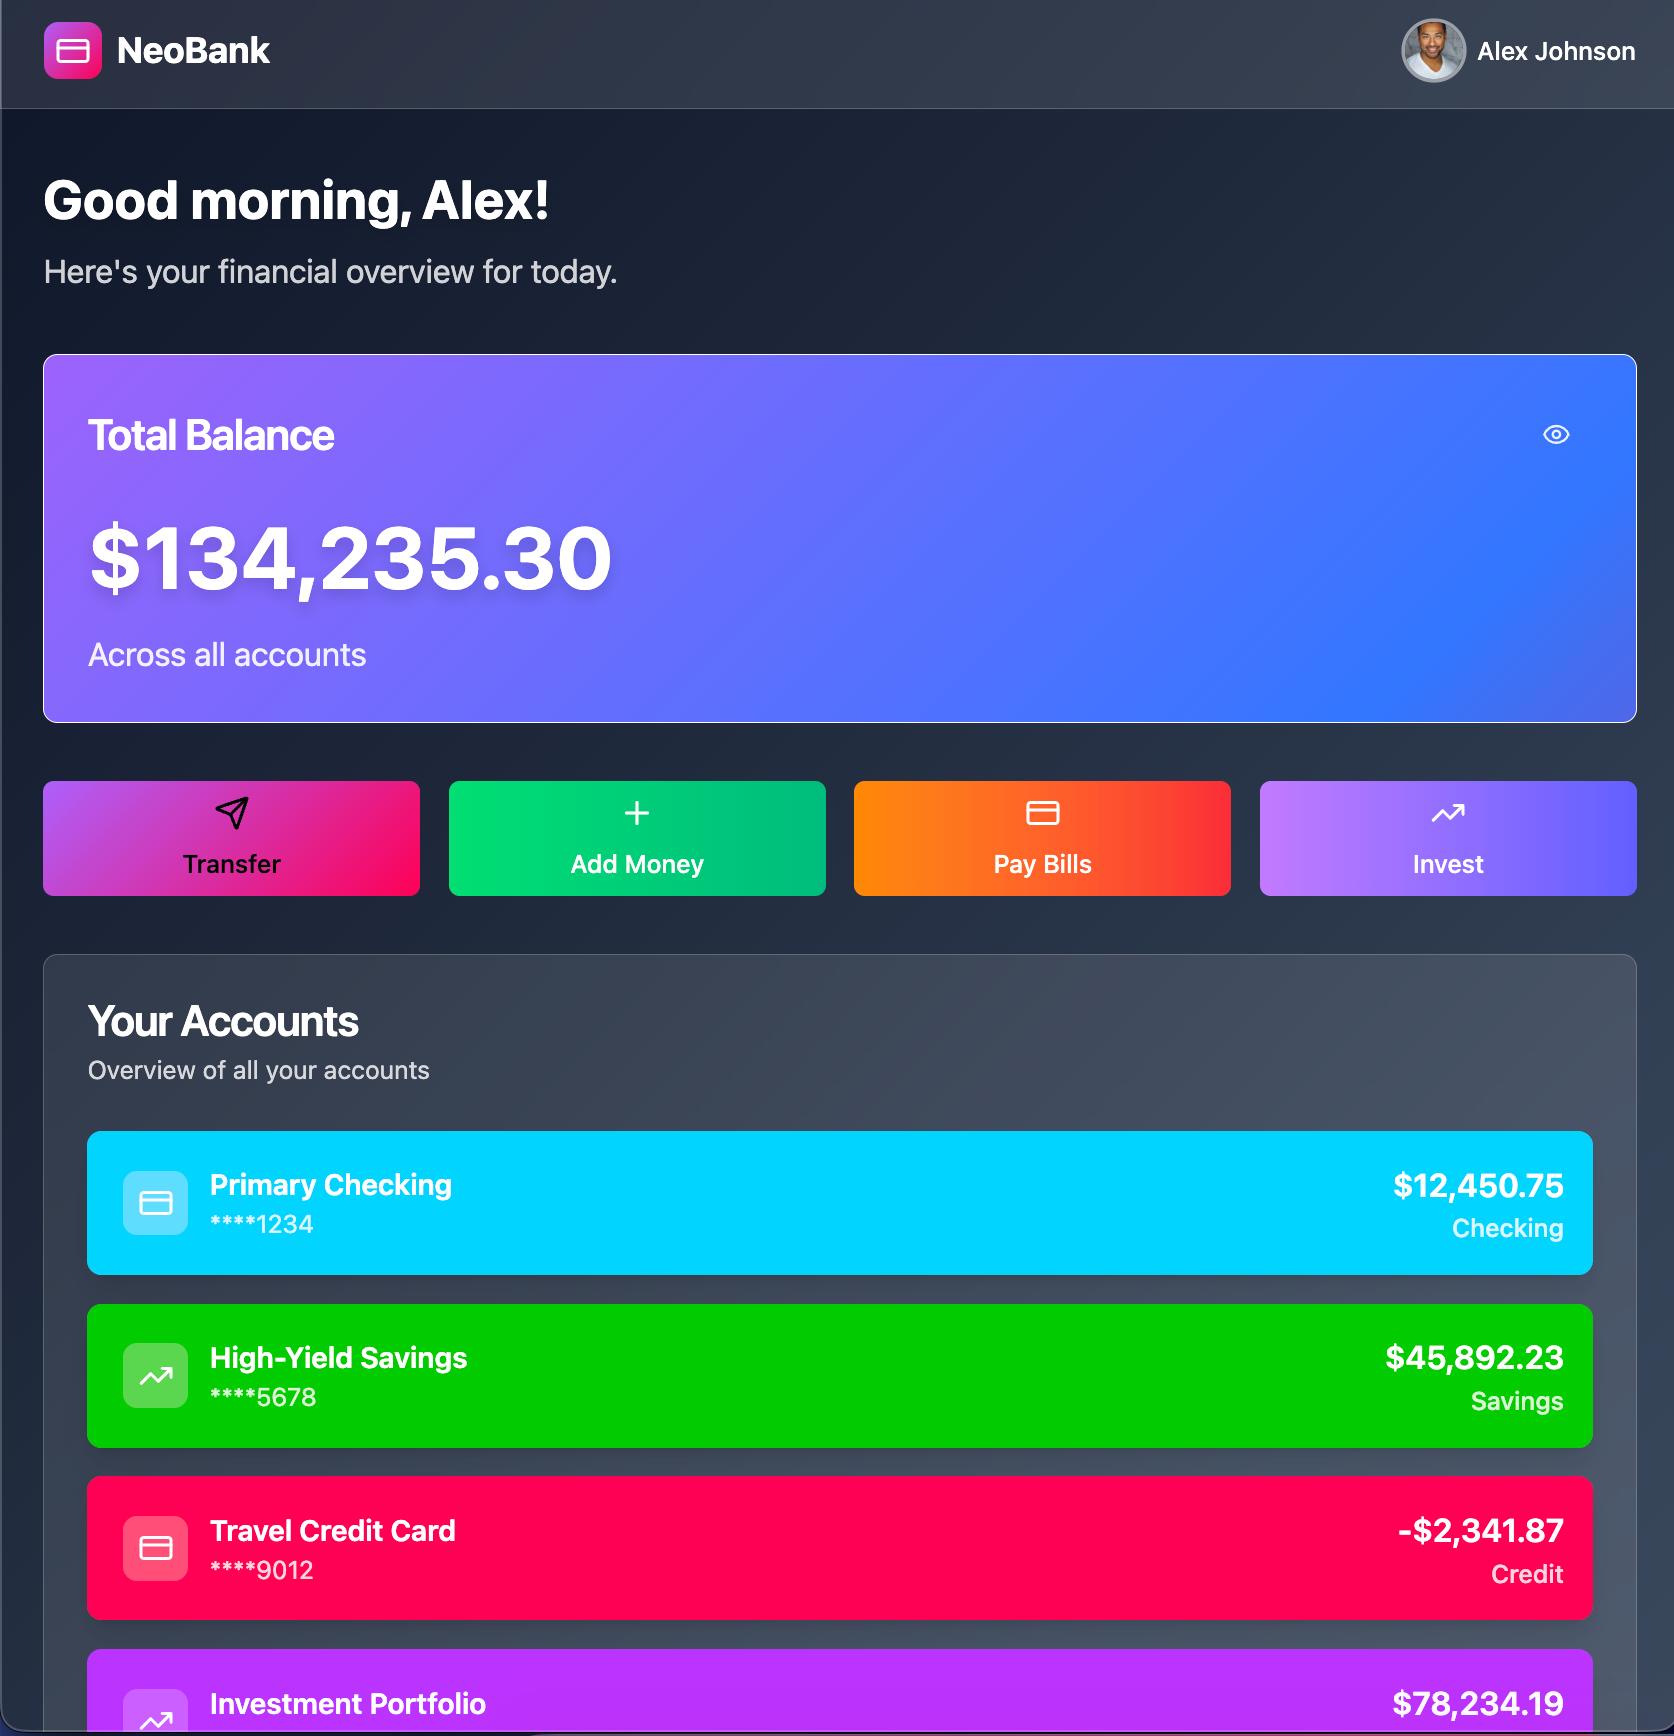 NeoBank
Alex Johnson
Good morning, Alex!
Here's your financial overview for today.
Total Balance
$134,235.30
Across all accounts
Transfer
Add Money
Pay Bills
Invest
Your Accounts
Overview of all your accounts
Primary Checking
****1234
$12,450.75
Checking
High-Yield Savings
****5678
$45,892.23
Savings
Travel Credit Card
****9012
-$2,341.87
Credit
Investment Portfolio
$78,234.19